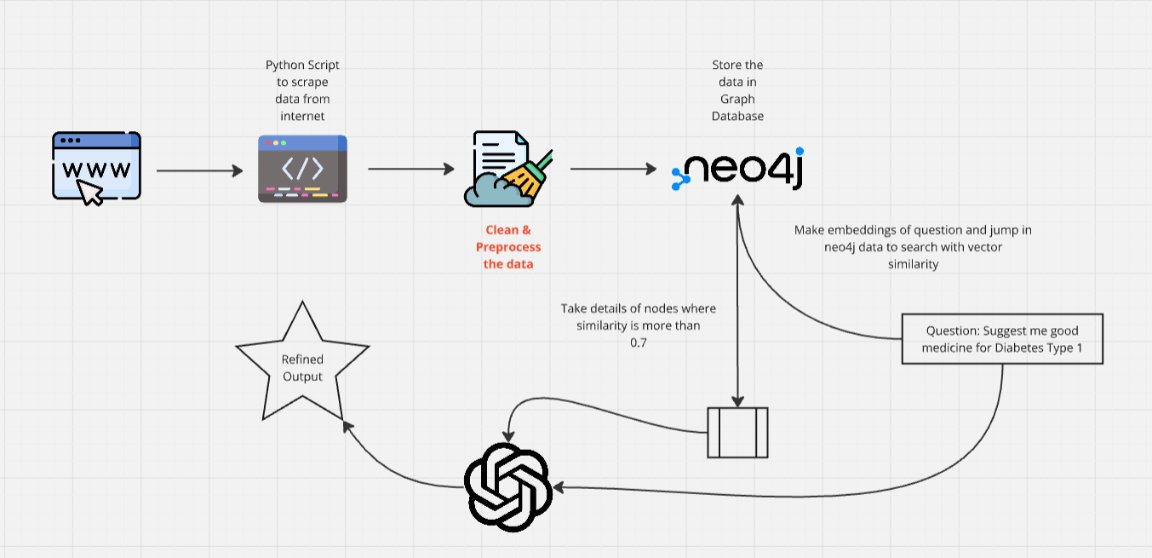 Python Script
to scrape
data from
internet
Store the
data in
Graph
Database
WWW
</>
neo4j
Clean &
Preprocess
the data
Make embeddings of question and jump in
neo4j data to search with vector
similarity
Take details of nodes where
similarity is more than
0.7
Question: Suggest me good
medicine for Diabetes Type 1
Refined
Output